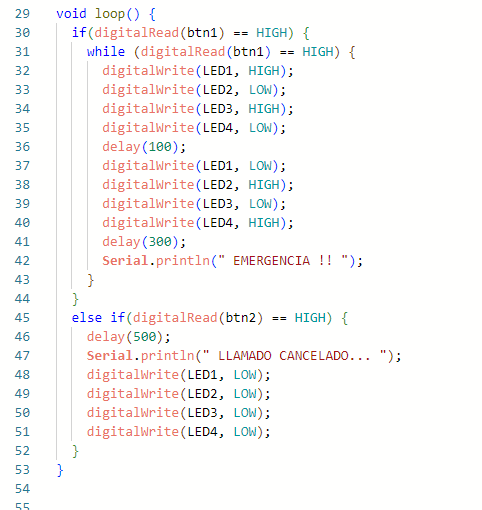 29 void loop() {
30 if(digitalRead(btn1) == HIGH) {
31 while (digitalRead(btn1) == HIGH) {
32 digitalWrite(LED1, HIGH);
33 digitalWrite(LED2, LOW);
34 digitalWrite(LED3, HIGH);
35 digitalWrite(LED4, LOW);
36 delay(100);
37 digitalWrite(LED1, LOW);
38 digitalWrite(LED2, HIGH);
39 digitalWrite(LED3, LOW);
40 digitalWrite(LED4, HIGH);
41 delay(300);
42 Serial.println(" EMERGENCIA !! ");
43 }
44 }
45 else if(digitalRead(btn2) == HIGH) {
46 delay(500);
47 Serial.println(" LLAMADO CANCELADO... ");
48 digitalWrite(LED1, LOW);
49 digitalWrite(LED2, LOW);
50 digitalWrite(LED3, LOW);
51 digitalWrite(LED4, LOW);
52 }
53 }
54
55